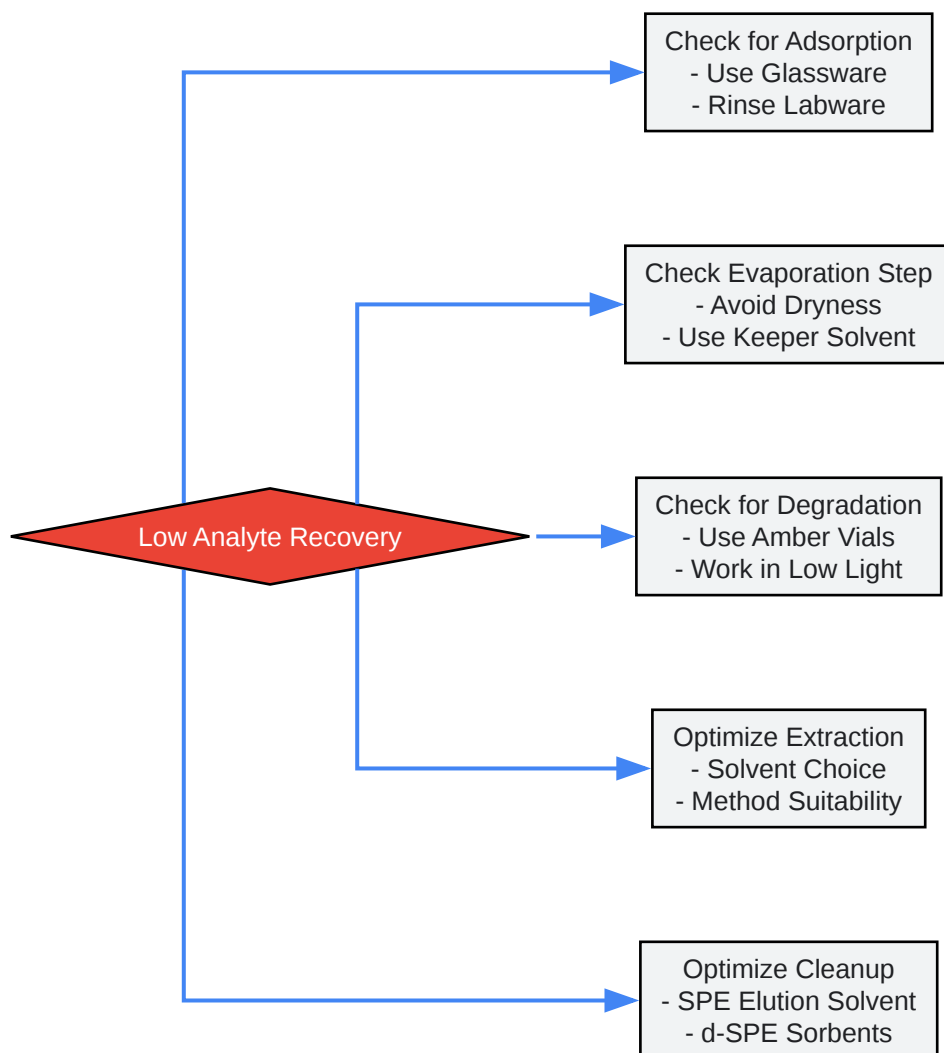 Check for Adsorption
- Use Glassware
- Rinse Labware
Check Evaporation Step
- Avoid Dryness
- Use Keeper Solvent
Low Analyte Recovery
Check for Degradation
- Use Amber Vials
- Work in Low Light
Optimize Extraction
- Solvent Choice
- Method Suitability
Optimize Cleanup
- SPE Elution Solvent
- d-SPE Sorbents